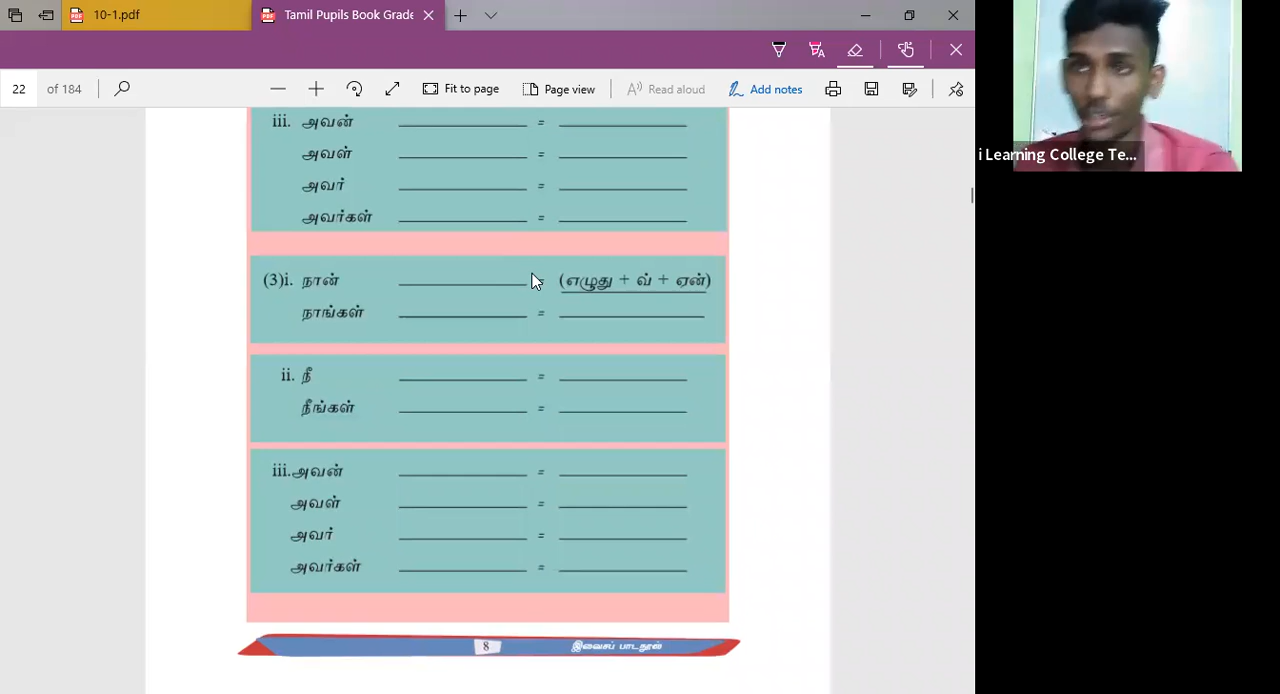 10-1.pdf
Tamil Pupils Book Grade
22 of 184
Fit to page
Page view
Read aloud
Add notes
i Learning College Te...
iii. அவன் =
அவள் =
அவர் =
அவர்கள் =
(3)i. நான் = (எழுது + வ் + ஏன்)
நாங்கள் =
ii. நீ =
நீங்கள் =
iii.அவன் =
அவள் =
அவர் =
அவர்கள் =
8 இலவசப் பாடநூல்